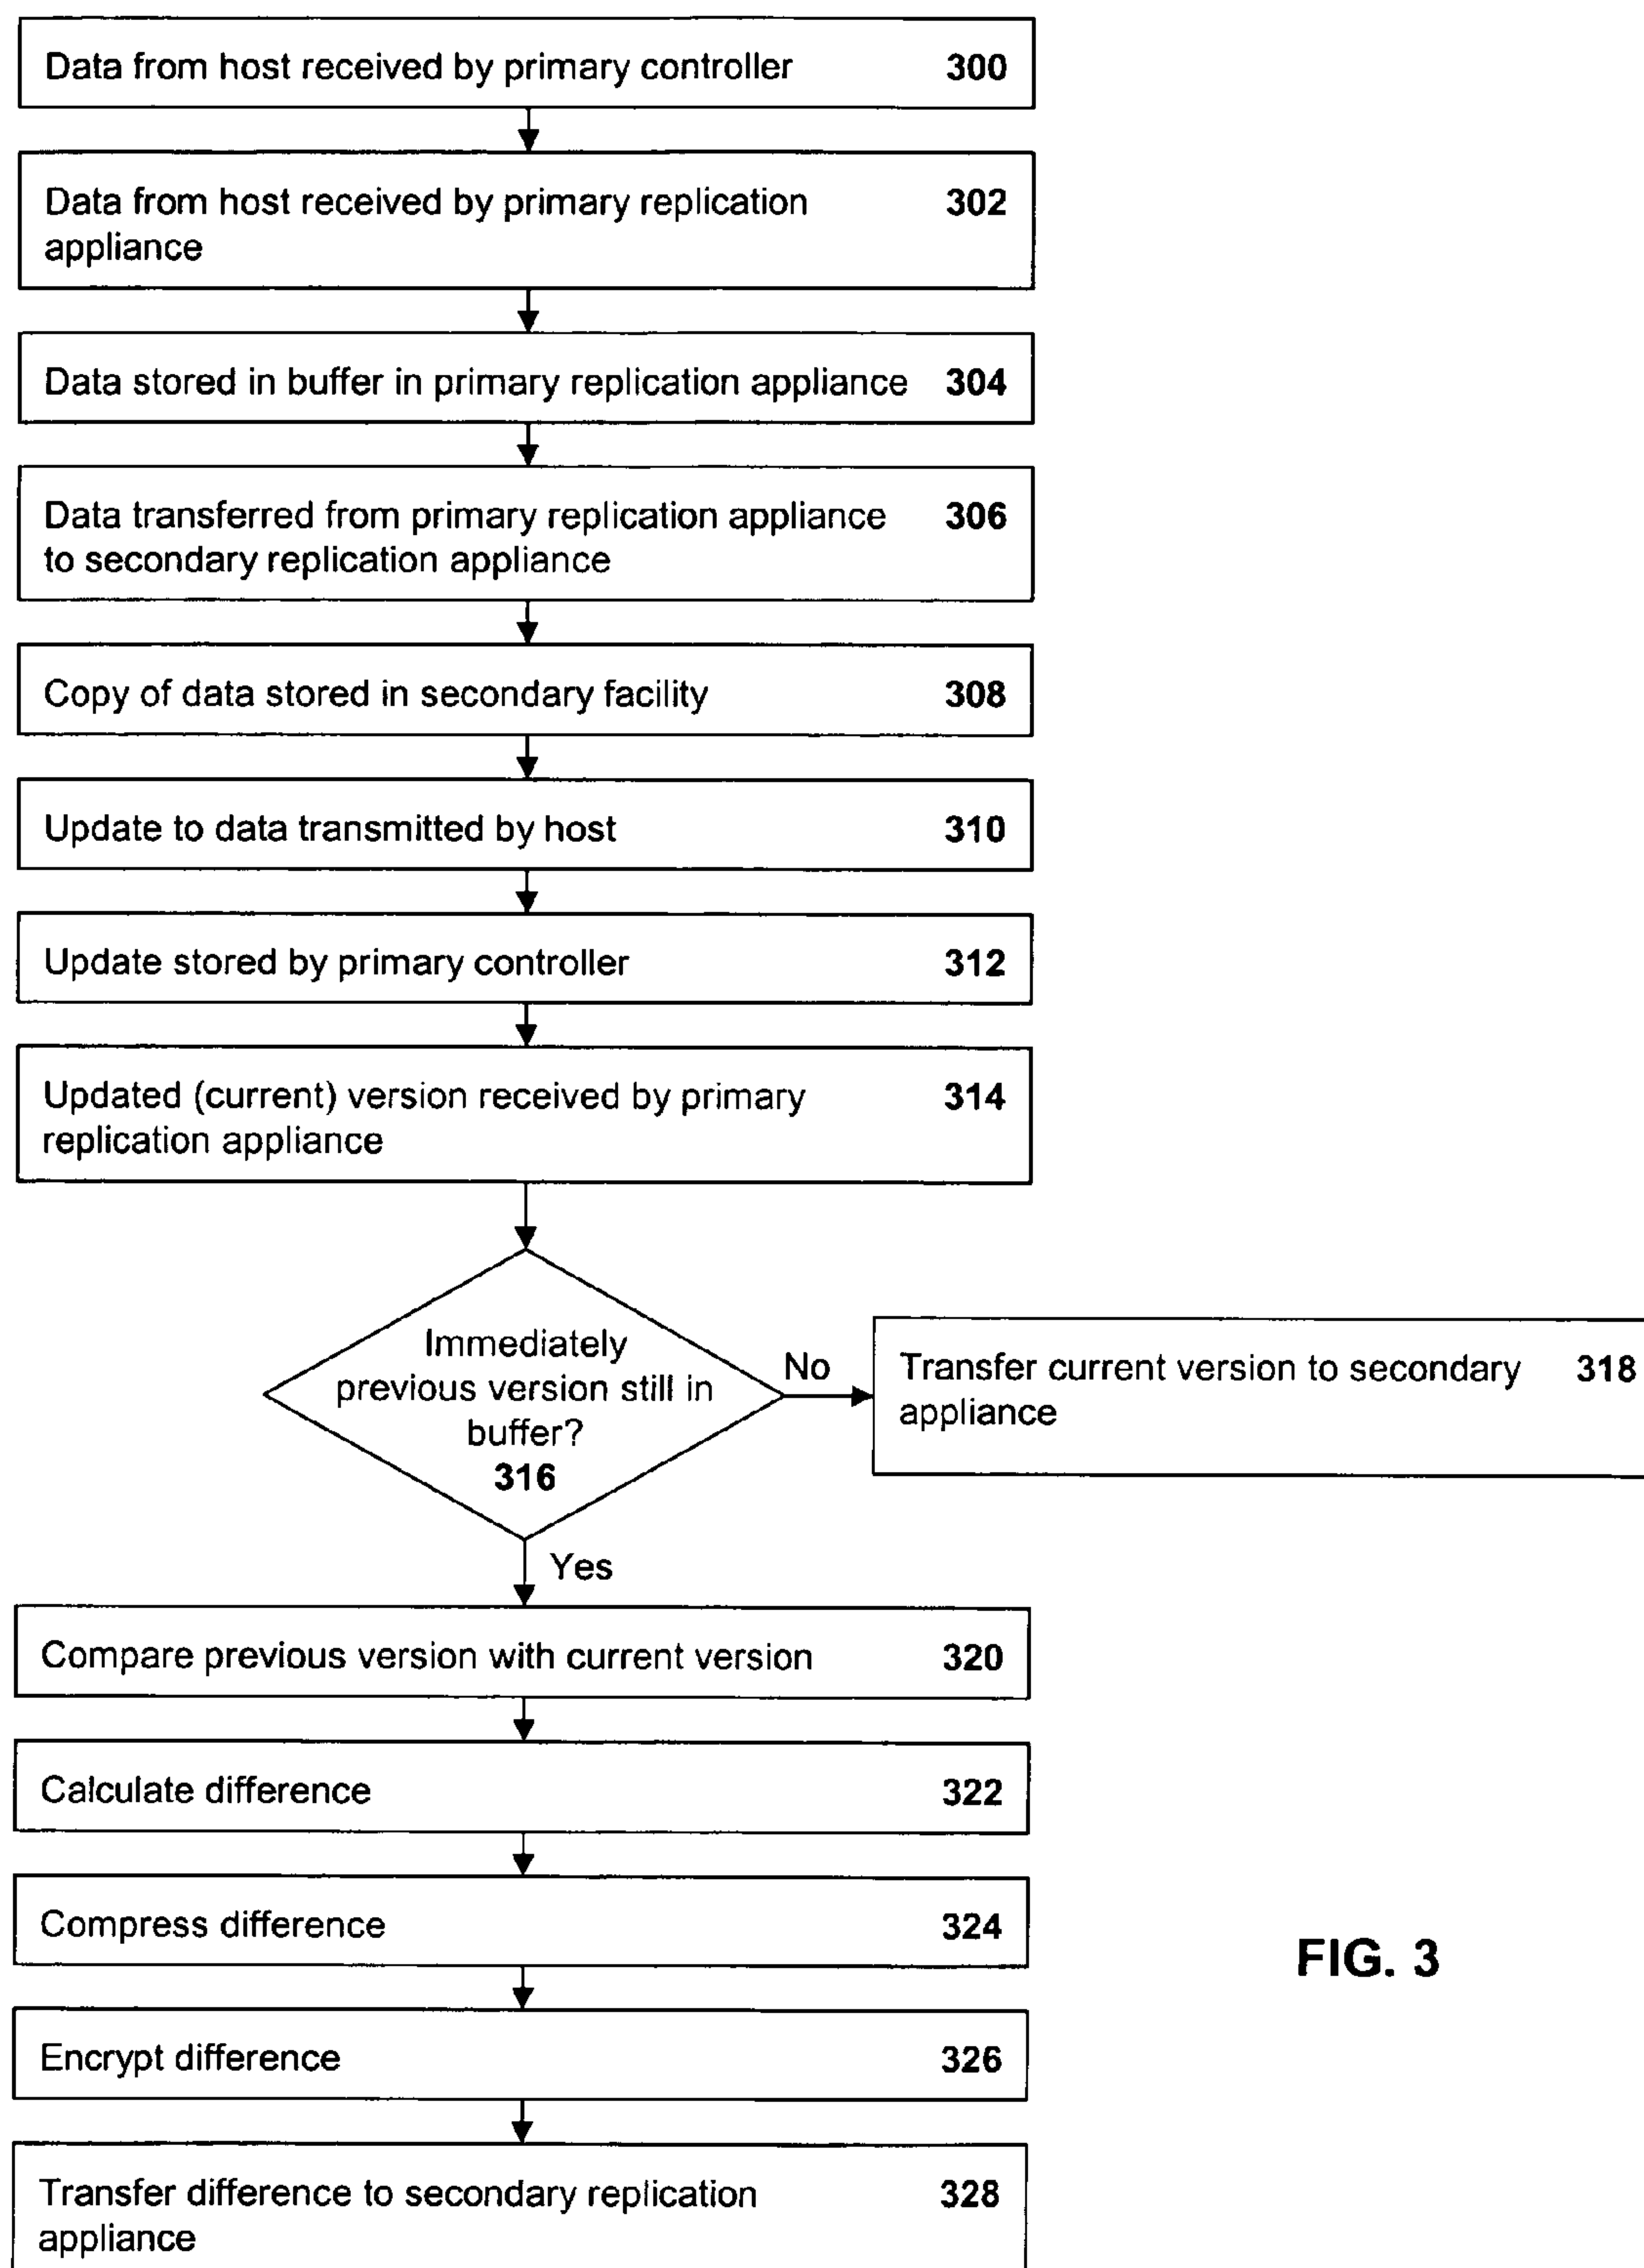 Data from host received by primary controller 300
Data from host received by primary replication 302
appliance
Data stored in buffer in primary replication appliance 304
Data transferred from primary replication appliance 306
to secondary replication appliance
Copy of data stored in secondary facility 308
Update to data transmitted by host 310
Update stored by primary controller 312
Updated (current) version received by primary 314
replication appliance
Immediately
previous version still in
buffer?
316
No
Transfer current version to secondary 318
appliance
Yes
Compare previous version with current version 320
Calculate difference 322
Compress difference 324
FIG. 3
Encrypt difference 326
Transfer difference to secondary replication 328
appliance